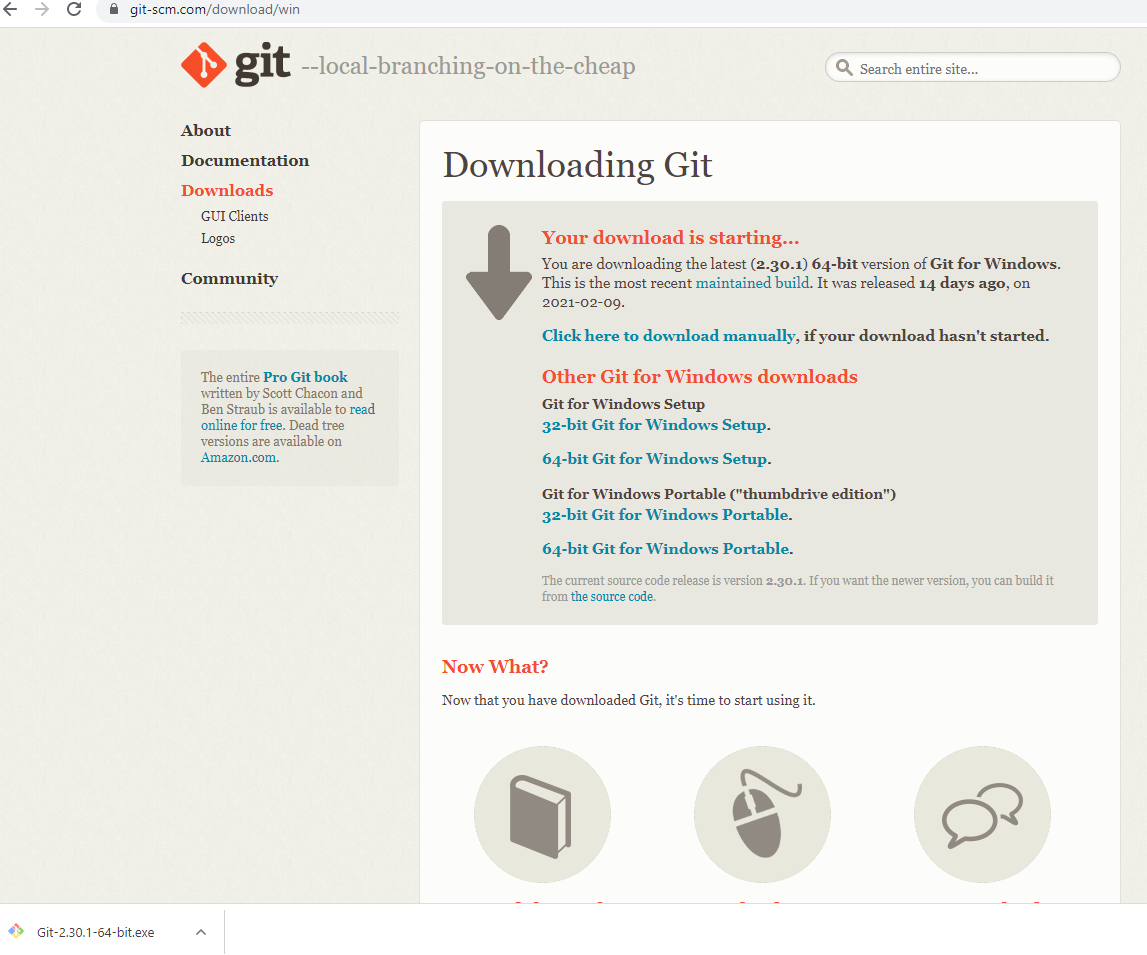 git-scm.com/download/win
git --local-branching-on-the-cheap
Search entire site...
About
Documentation
Downloads
GUI Clients
Logos
Community
The entire Pro Git book
written by Scott Chacon and
Ben Straub is available to read
online for free. Dead tree
versions are available on
Amazon.com.
Downloading Git
Your download is starting...
You are downloading the latest (2.30.1) 64-bit version of Git for Windows.
This is the most recent maintained build. It was released 14 days ago, on
2021-02-09.
Click here to download manually, if your download hasn't started.
Other Git for Windows downloads
Git for Windows Setup
32-bit Git for Windows Setup.
64-bit Git for Windows Setup.
Git for Windows Portable ("thumbdrive edition")
32-bit Git for Windows Portable.
64-bit Git for Windows Portable.
The current source code release is version 2.30.1. If you want the newer version, you can build it
from the source code.
Now What?
Now that you have downloaded Git, it's time to start using it.
Git-2.30.1-64-bit.exe